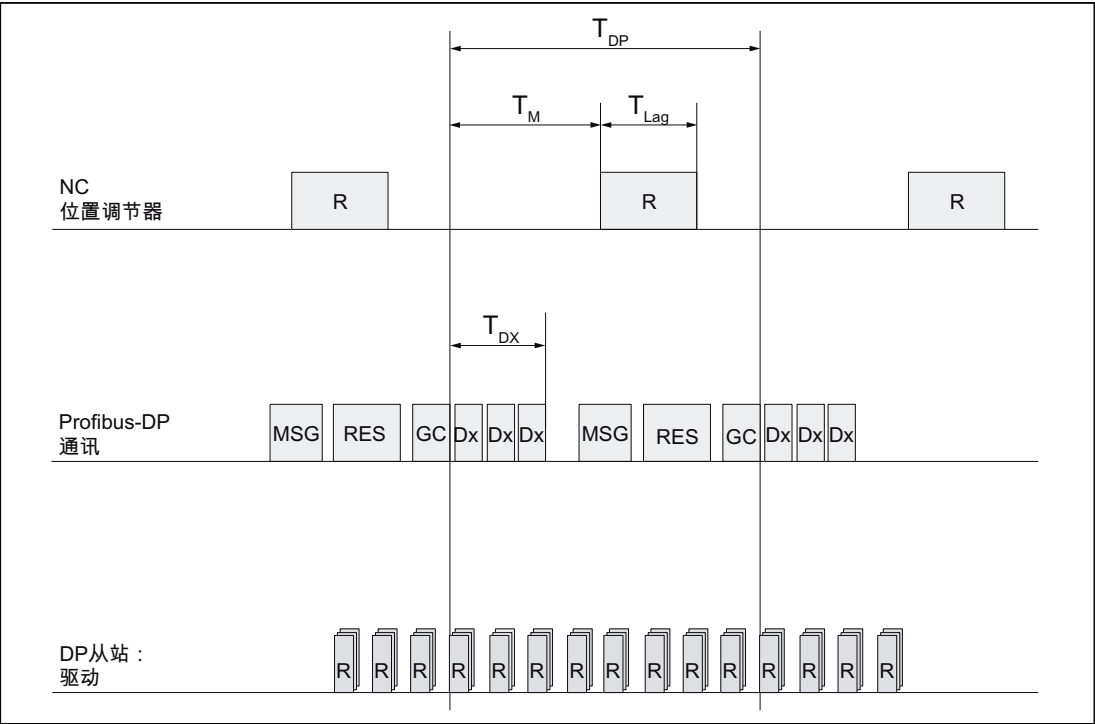 T_DP
T_M T_Lag
NC
位置调节器
R R R
T_DX
Profibus-DP
通讯
MSG RES GC Dx Dx Dx MSG RES GC Dx Dx Dx
DP从站：
驱动
R R R R R R R R R R R R R R R